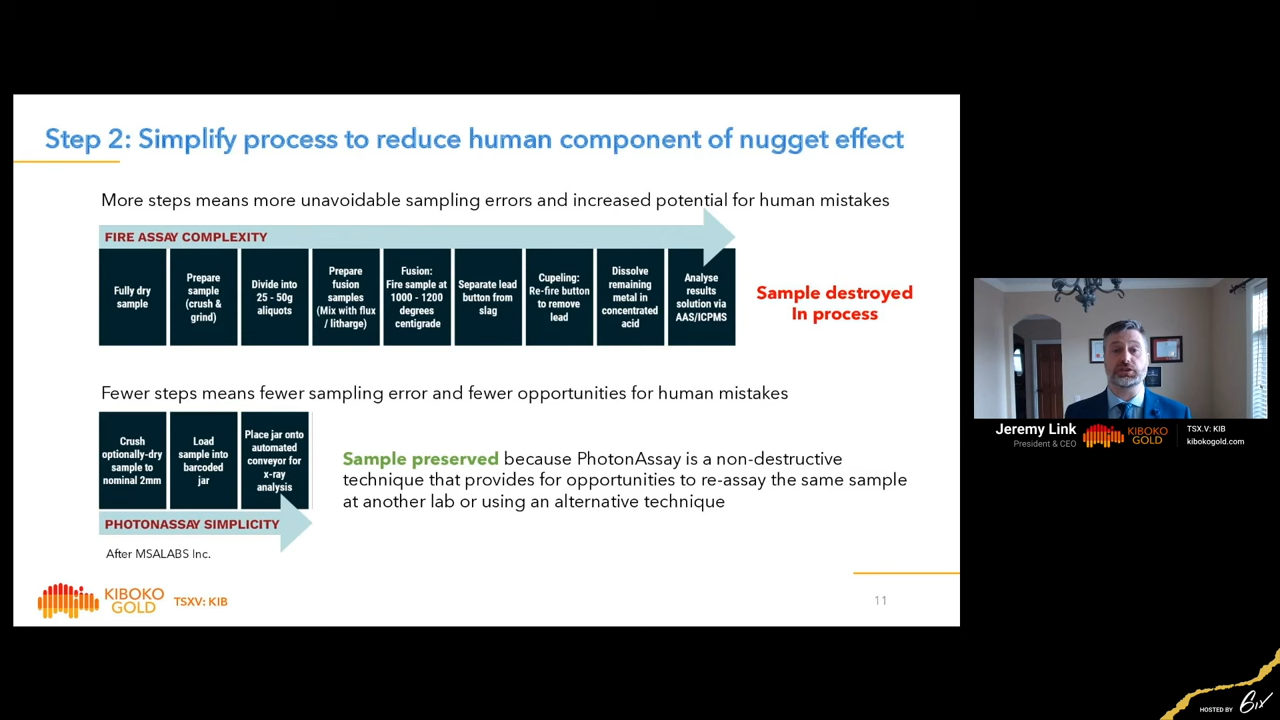 Step 2: Simplify process to reduce human component of nugget effect
More steps means more unavoidable sampling errors and increased potential for human mistakes
FIRE ASSAY COMPLEXITY
Fully dry
sample
Prepare
sample
(crush &
grind)
Divide into
25 - 50g
aliquots
Prepare
fusion
samples
(Mix with flux
/ litharge)
Fusion:
Fire sample at
1000 - 1200
degrees
centigrade
Separate lead
button from
slag
Cupeling:
Re-fire button
to remove
lead
Dissolve
remaining
metal in
concentrated
acid
Analyse
results
solution via
AAS/ICPMS
Sample destroyed
In process
Fewer steps means fewer sampling error and fewer opportunities for human mistakes
Crush
optionally-dry
sample to
nominal 2mm
Load
sample into
barcoded
jar
Place jar onto
automated
conveyor for
x-ray
analysis
PHOTONASSAY SIMPLICITY
Sample preserved because PhotonAssay is a non-destructive
technique that provides for opportunities to re-assay the same sample
at another lab or using an alternative technique
After MSALABS Inc.
KIBOKO
GOLD
TSXV: KIB
11
Jeremy Link
President & CEO
KIBOKO
GOLD
TSX.V: KIB
kibokogold.com
HOSTED BY 6ix